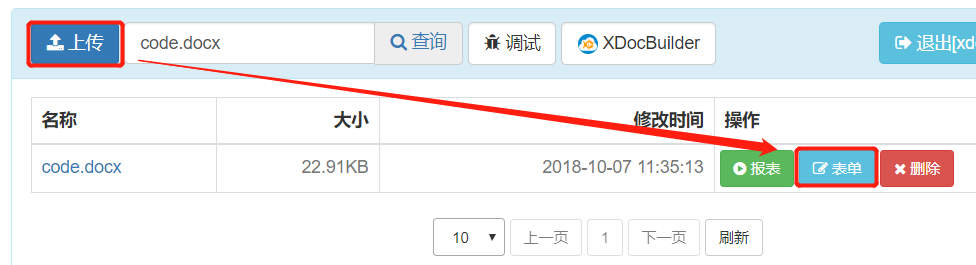 上传 code.docx 查询 调试 XDocBuilder 退出[xd
名称 大小 修改时间 操作
code.docx 22.91KB 2018-10-07 11:35:13 报表 表单 删除
10 上一页 1 下一页 刷新